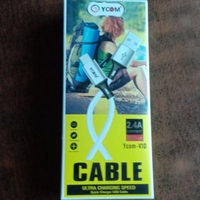 YCOM
2.4A
Ycom-V10
CABLE
ULTRA CHARGING SPEED